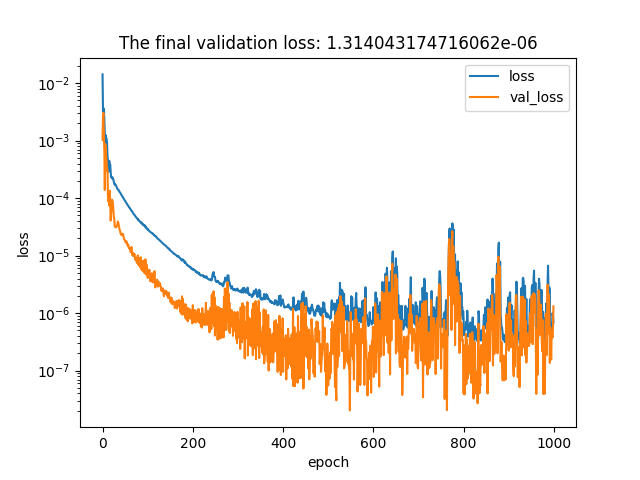 The final validation loss: 1.314043174716062e-06
loss
val_loss
10⁻²
10⁻³
10⁻⁴
10⁻⁵
10⁻⁶
10⁻⁷
loss
0 200 400 600 800 1000
epoch